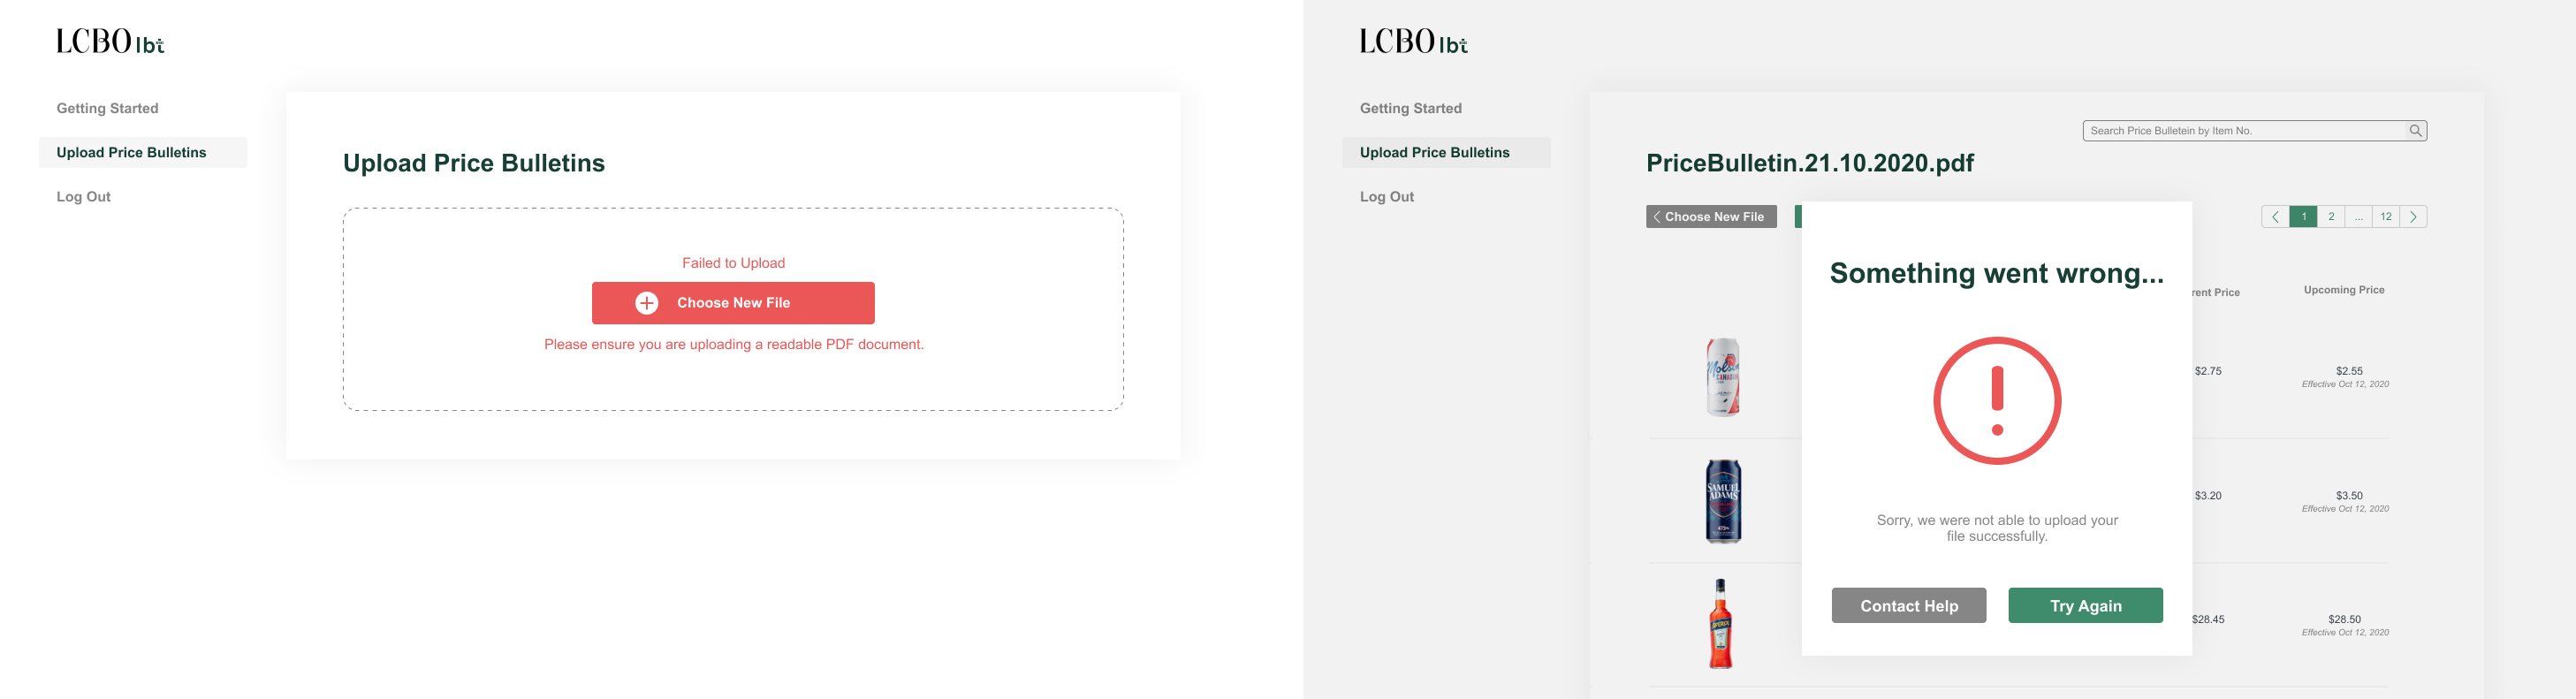 LCBO lbt
Getting Started
Upload Price Bulletins
Log Out
Upload Price Bulletins
Failed to Upload
Choose New File
Please ensure you are uploading a readable PDF document.
LCBO lbt
Getting Started
Upload Price Bulletins
Log Out
Search Price Bulletein by Item No.
PriceBulletin.21.10.2020.pdf
Choose New File
1 2 ... 12
Something went wrong...
rent Price
Upcoming Price
Molson
CANADIAN
$2.75
$2.55
Effective Oct 12, 2020
SAMUEL
ADAMS
$3.20
$3.50
Effective Oct 12, 2020
Sorry, we were not able to upload your
file successfully.
APEROL
$28.45
$28.50
Effective Oct 12, 2020
Contact Help
Try Again